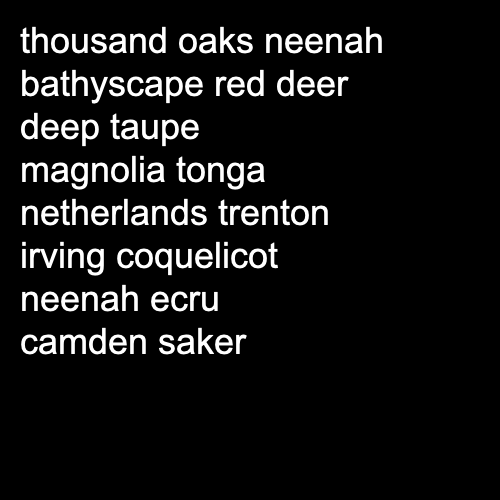 thousand oaks neenah
bathyscape red deer
deep taupe
magnolia tonga
netherlands trenton
irving coquelicot
neenah ecru
camden saker